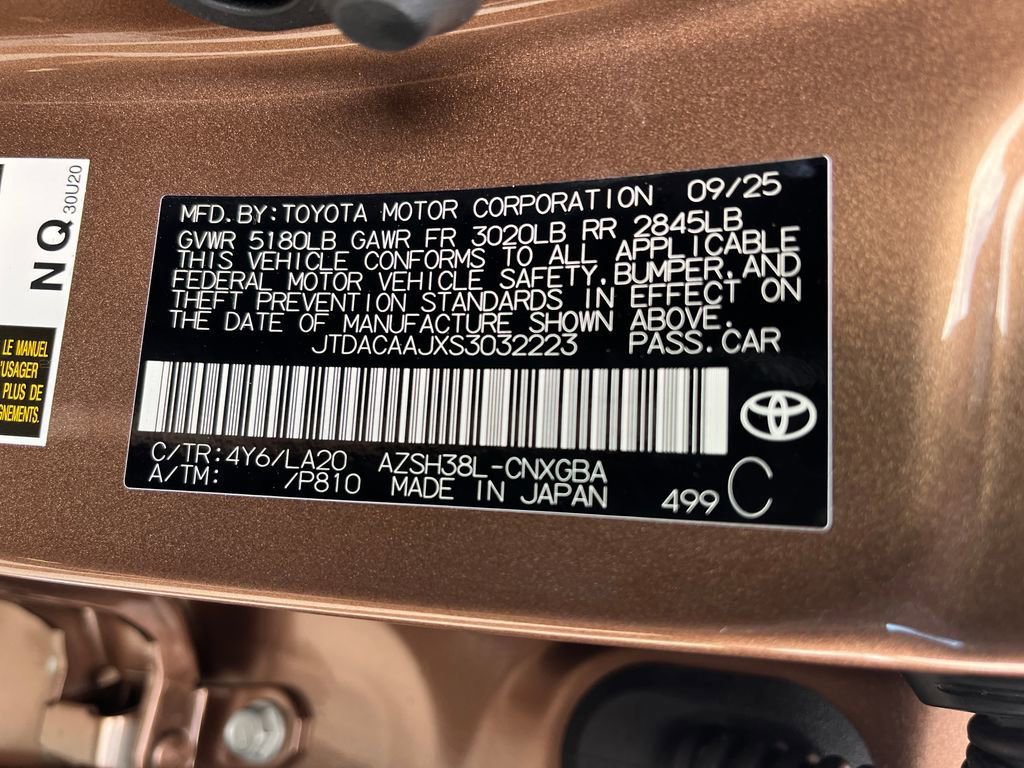 30U20
NQ
LE MANUEL
'USAGER
PLUS DE
GNEMENTS.
MFD.BY:TOYOTA MOTOR CORPORATION 09/25
GVWR 5180LB GAWR FR 3020LB RR 2845LB
THIS VEHICLE CONFORMS TO ALL APPLICABLE
FEDERAL MOTOR VEHICLE SAFETY,BUMPER,AND
THEFT PREVENTION STANDARDS IN EFFECT ON
THE DATE OF MANUFACTURE SHOWN ABOVE.
JTDACAAJXS3032223 PASS.CAR
C/TR:4Y6/LA20 AZSH38L-CNXGBA
A/TM: /P810 MADE IN JAPAN 499 C